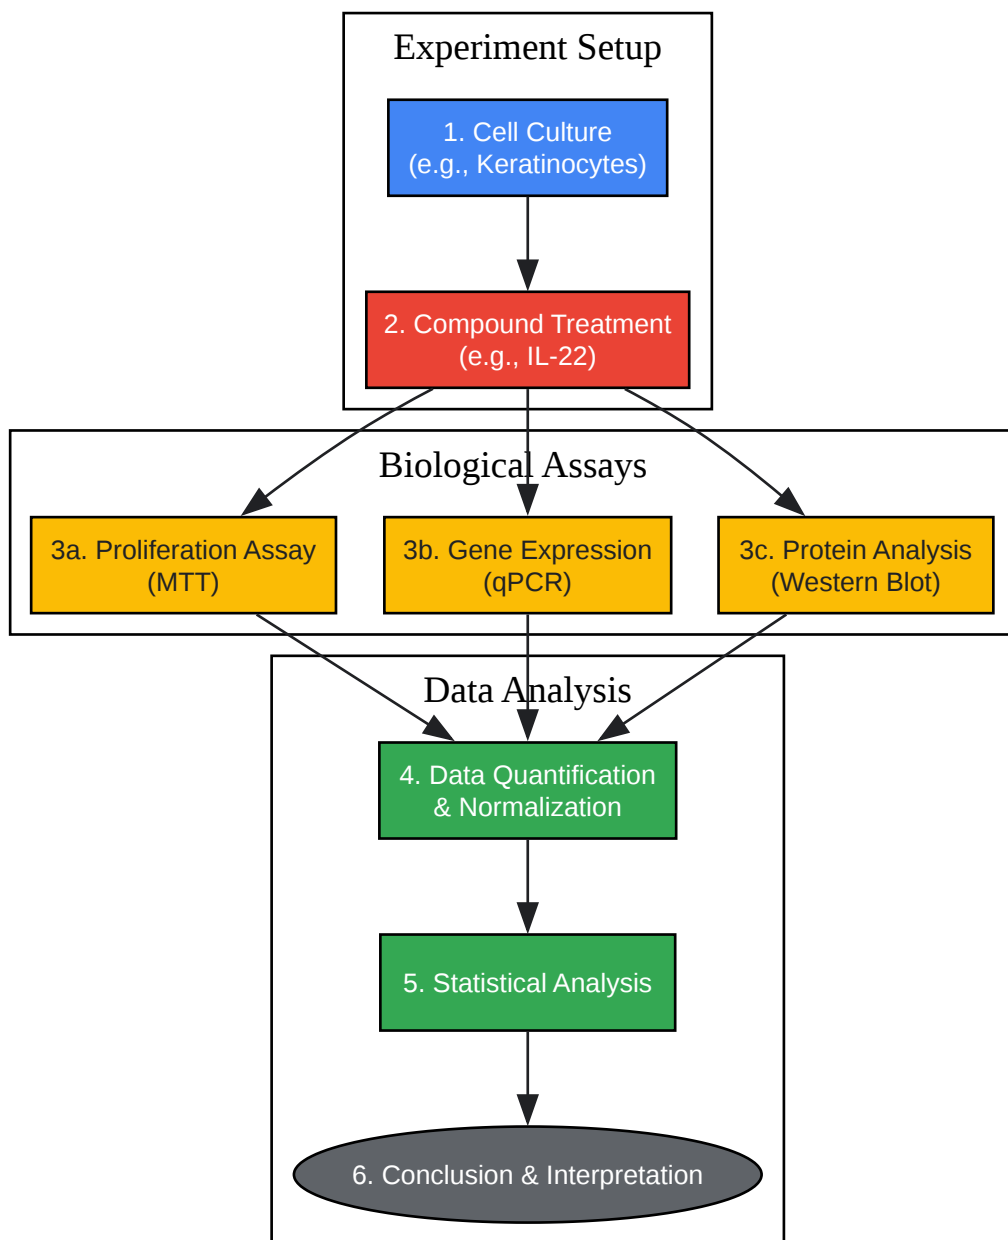 Experiment Setup
1. Cell Culture
(e.g., Keratinocytes)
2. Compound Treatment
(e.g., IL-22)
Biological Assays
3a. Proliferation Assay
(MTT)
3b. Gene Expression
(qPCR)
3c. Protein Analysis
(Western Blot)
Data Analysis
4. Data Quantification
& Normalization
5. Statistical Analysis
6. Conclusion & Interpretation